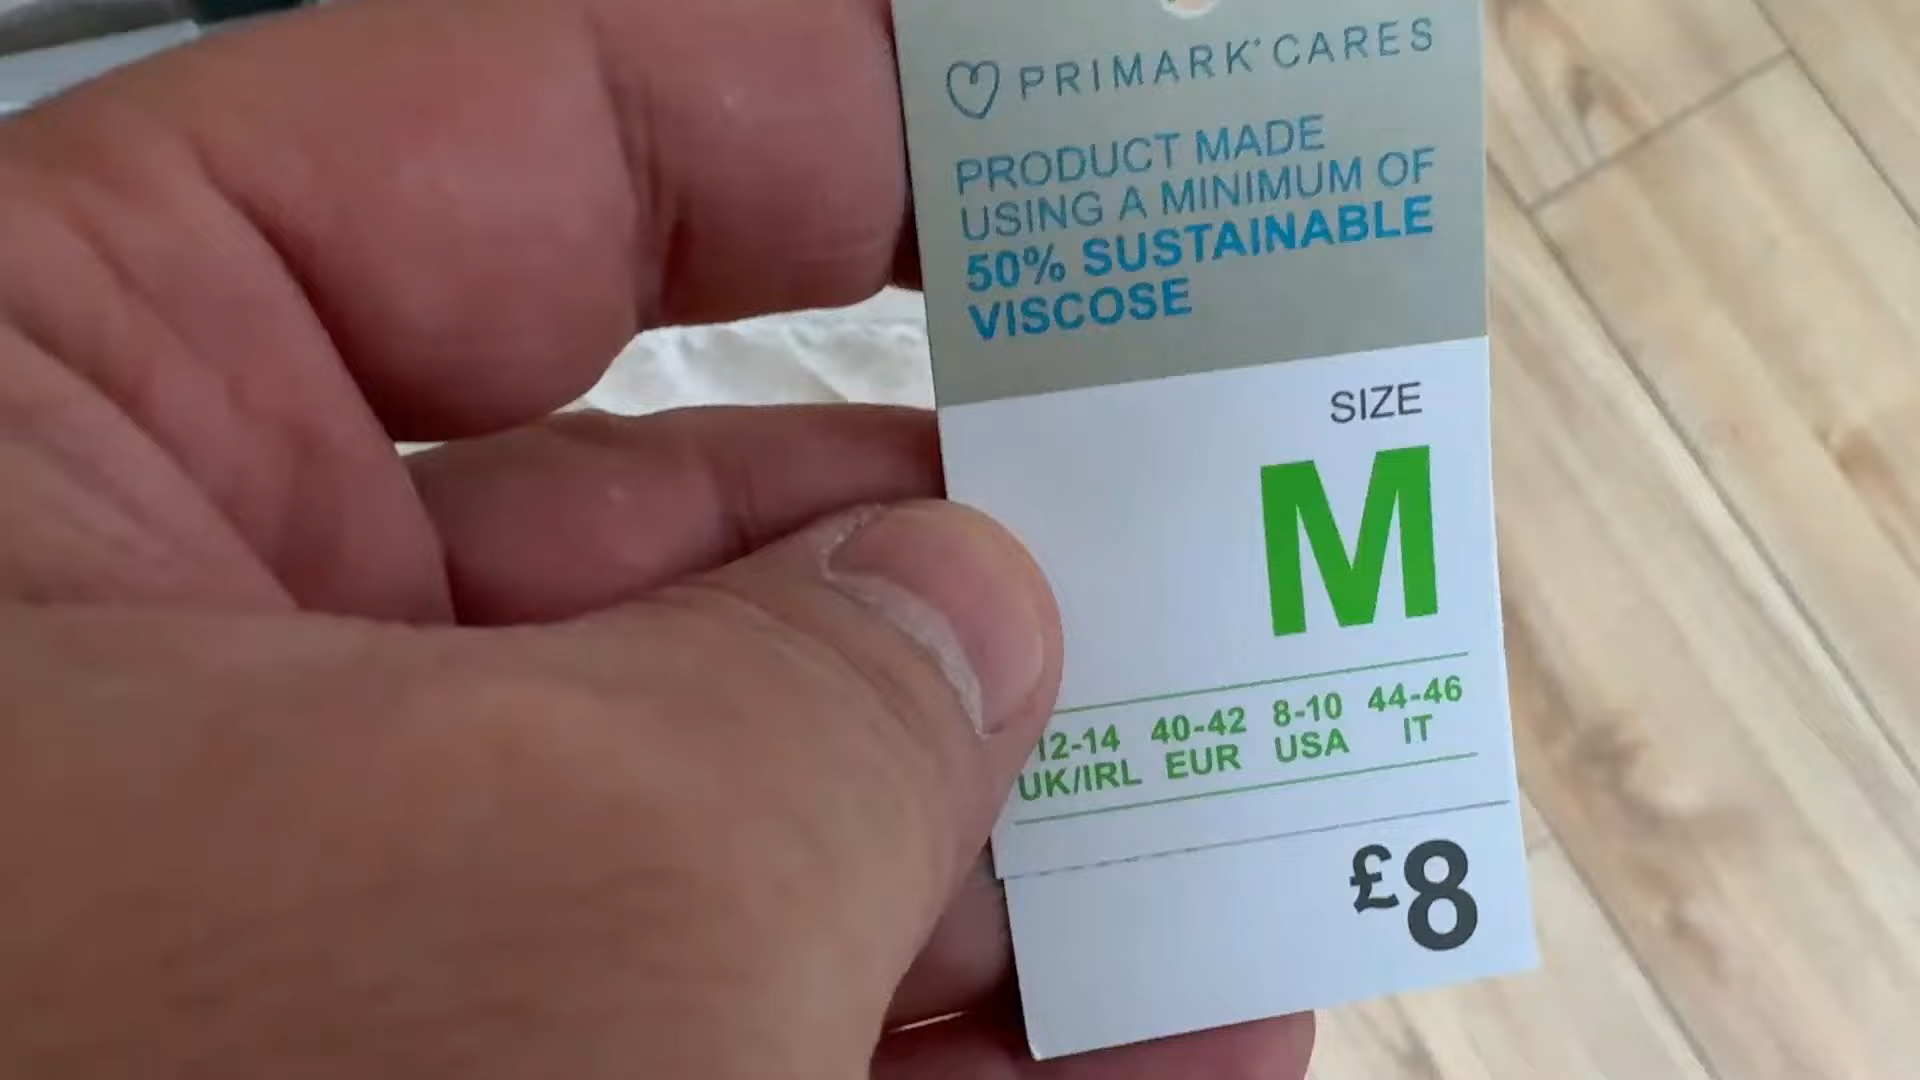 PRIMARK® CARES
PRODUCT MADE
USING A MINIMUM OF
50% SUSTAINABLE
VISCOSE
SIZE
M
12-14 40-42 8-10 44-46
UK/IRL EUR USA IT
£8